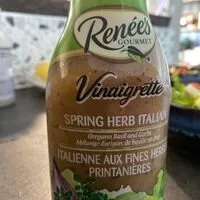 Renée's
GOURMET
Vinaigrette
SPRING HERB ITALIAN
Oregano, Basil and Garlic
Mélange d'origan, de basilic et d'ail
ITALIENNE AUX FINES HERBES
PRINTANIÈRES